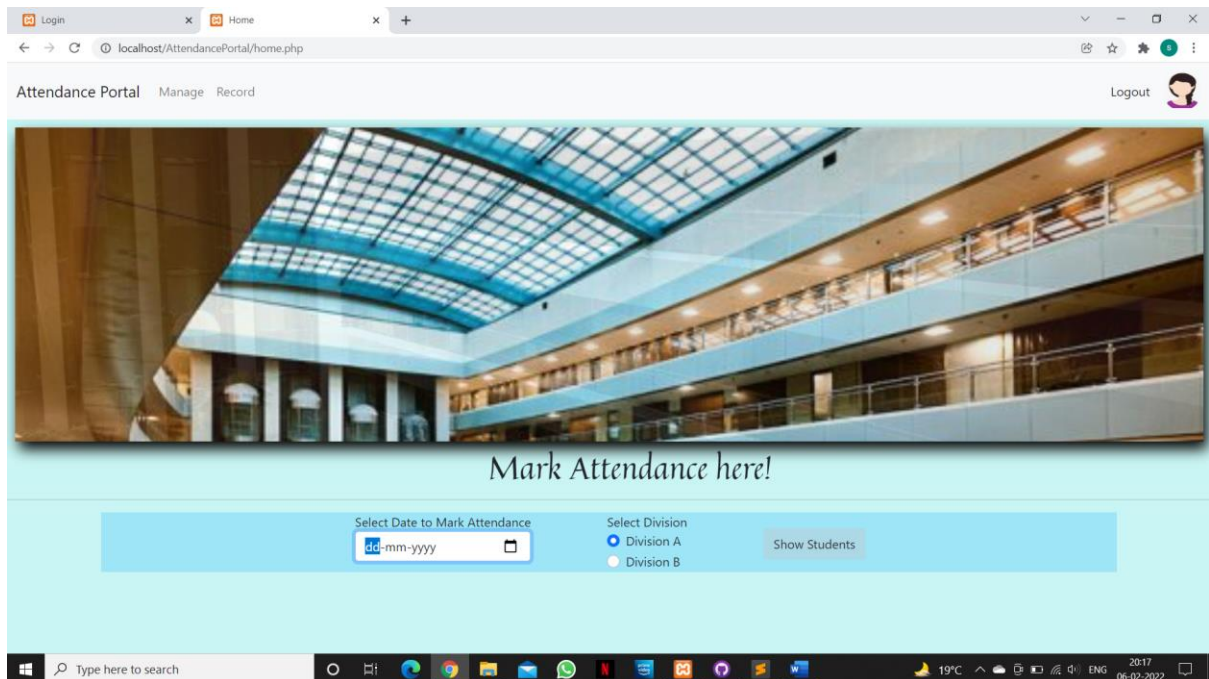 Login
Home
localhost/AttendancePortal/home.php
S
Attendance Portal Manage Record
Logout
Mark Attendance here!
Select Date to Mark Attendance
dd-mm-yyyy
Select Division
Division A
Division B
Show Students
Type here to search
19°C
ENG
20:17
06-02-2022